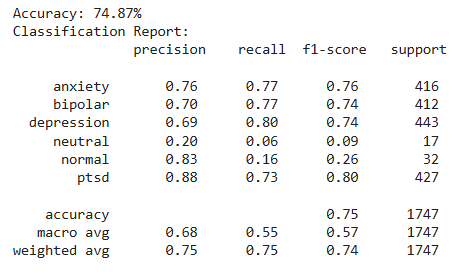 Accuracy: 74.87%
Classification Report:
precision recall f1-score support
anxiety 0.76 0.77 0.76 416
bipolar 0.70 0.77 0.74 412
depression 0.69 0.80 0.74 443
neutral 0.20 0.06 0.09 17
normal 0.83 0.16 0.26 32
ptsd 0.88 0.73 0.80 427
accuracy 0.75 1747
macro avg 0.68 0.55 0.57 1747
weighted avg 0.75 0.75 0.74 1747